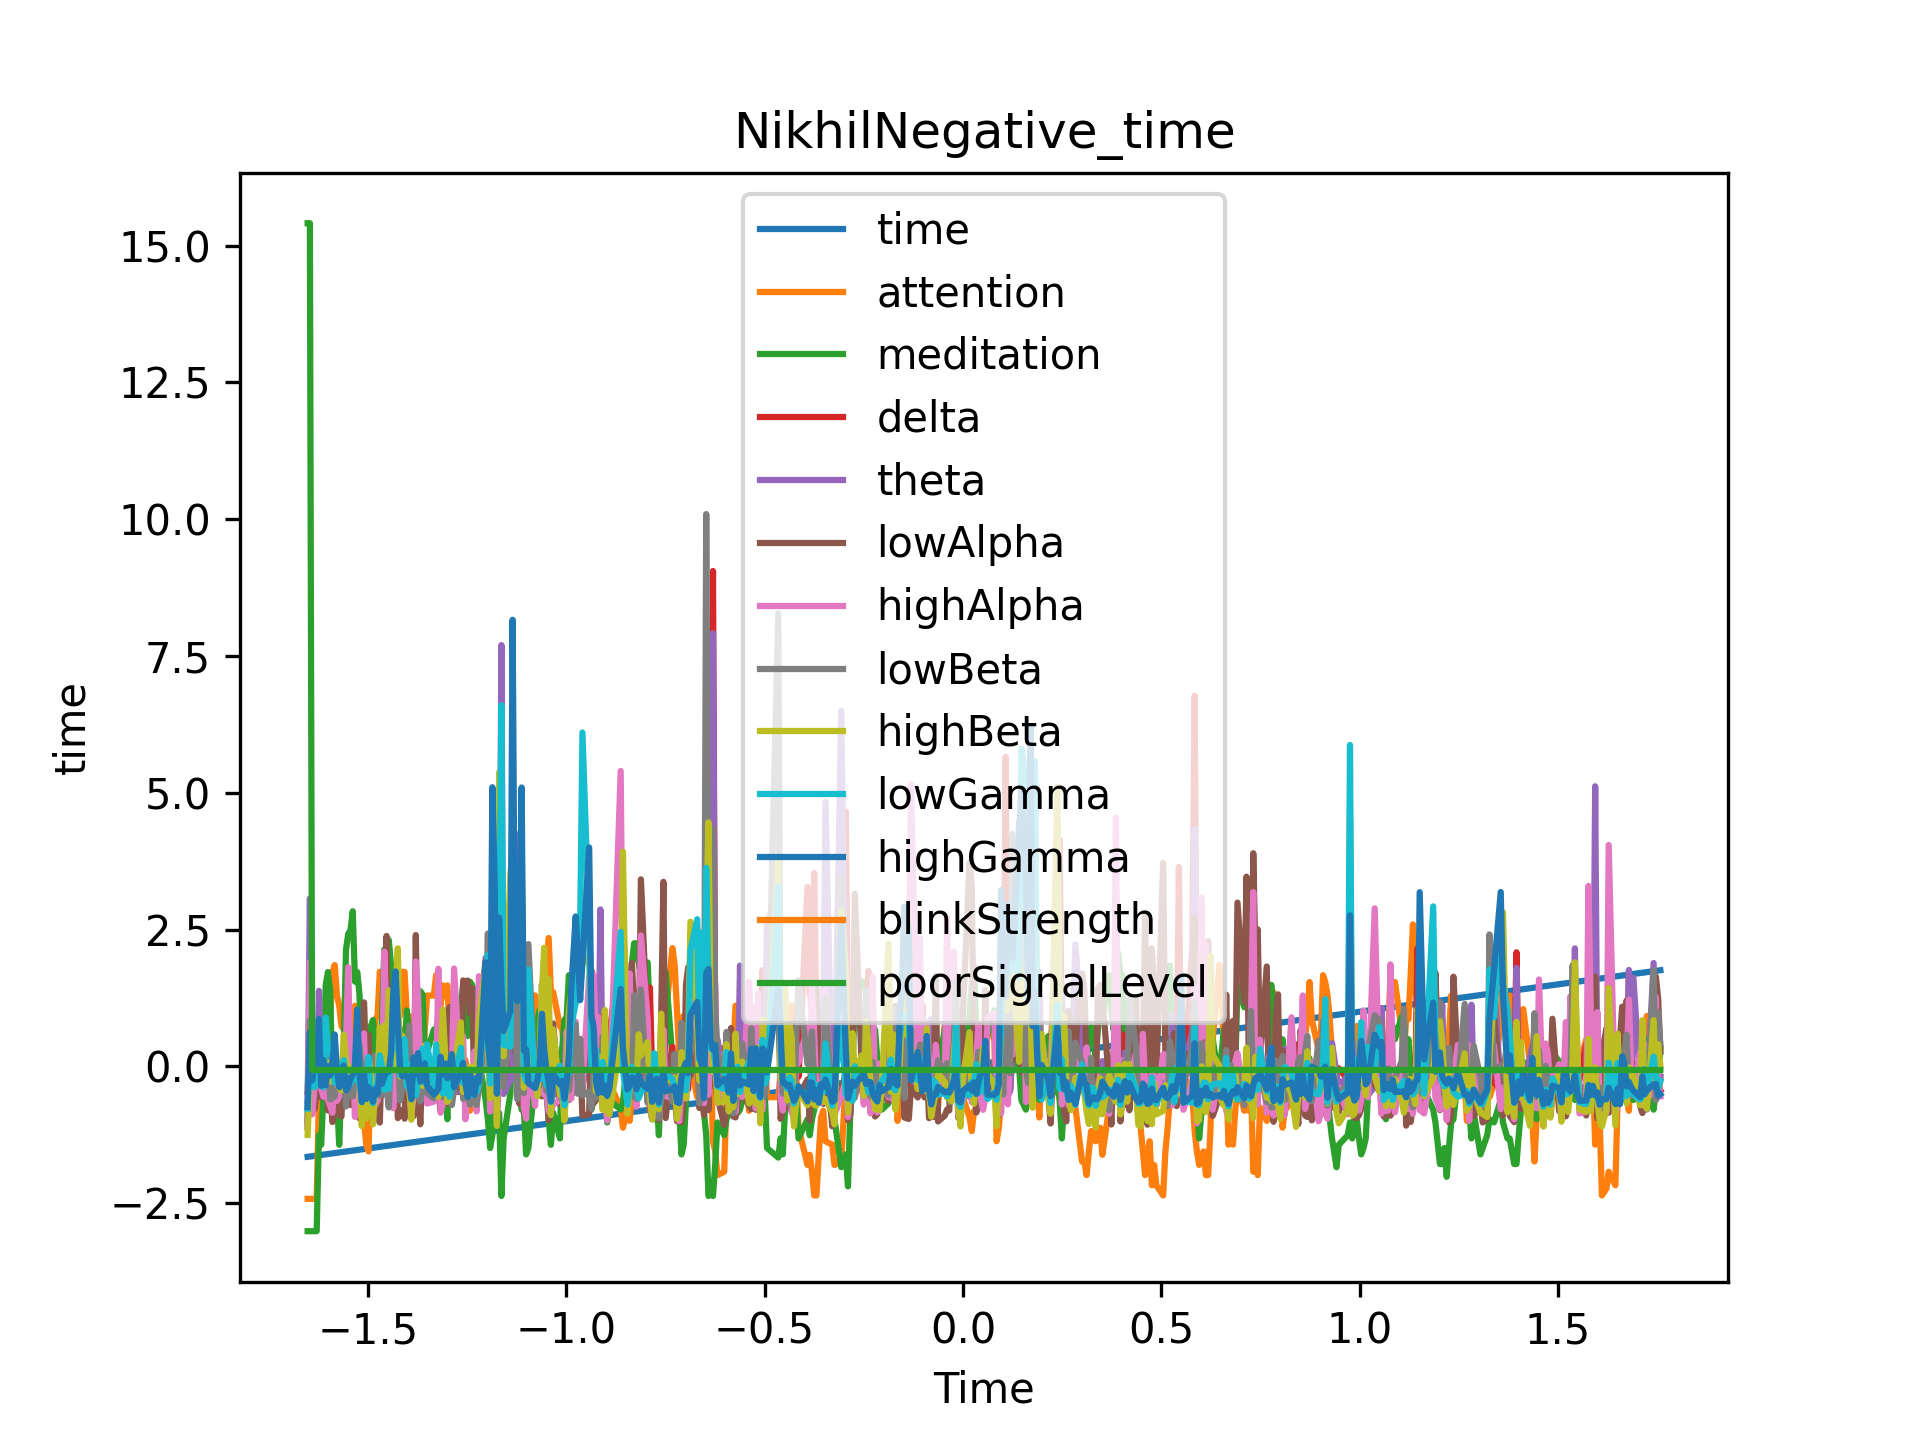 NikhilNegative_time
time
attention
meditation
delta
theta
lowAlpha
highAlpha
lowBeta
highBeta
lowGamma
highGamma
blinkStrength
poorSignalLevel
15.0
12.5
10.0
7.5
5.0
2.5
0.0
−2.5
time
−1.5 −1.0 −0.5 0.0 0.5 1.0 1.5
Time